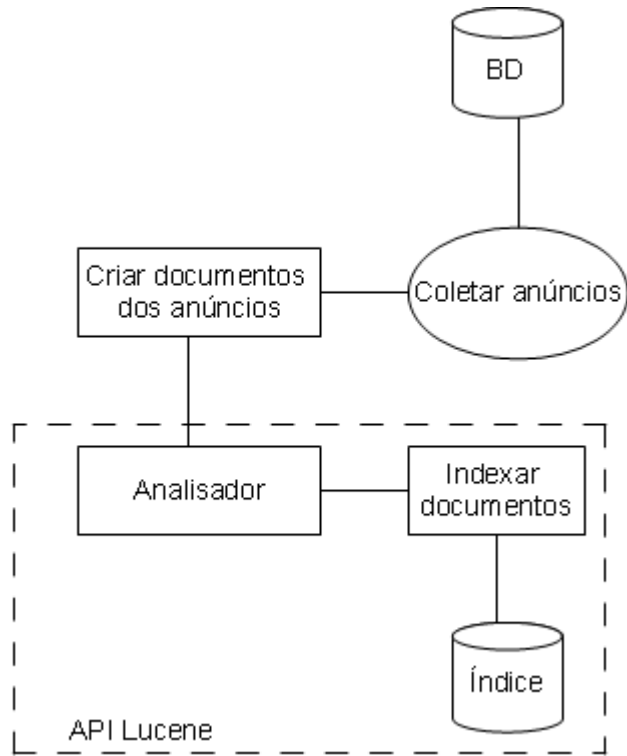 BD
Criar documentos
dos anúncios
Coletar anúncios
Analisador
Indexar
documentos
Índice
API Lucene